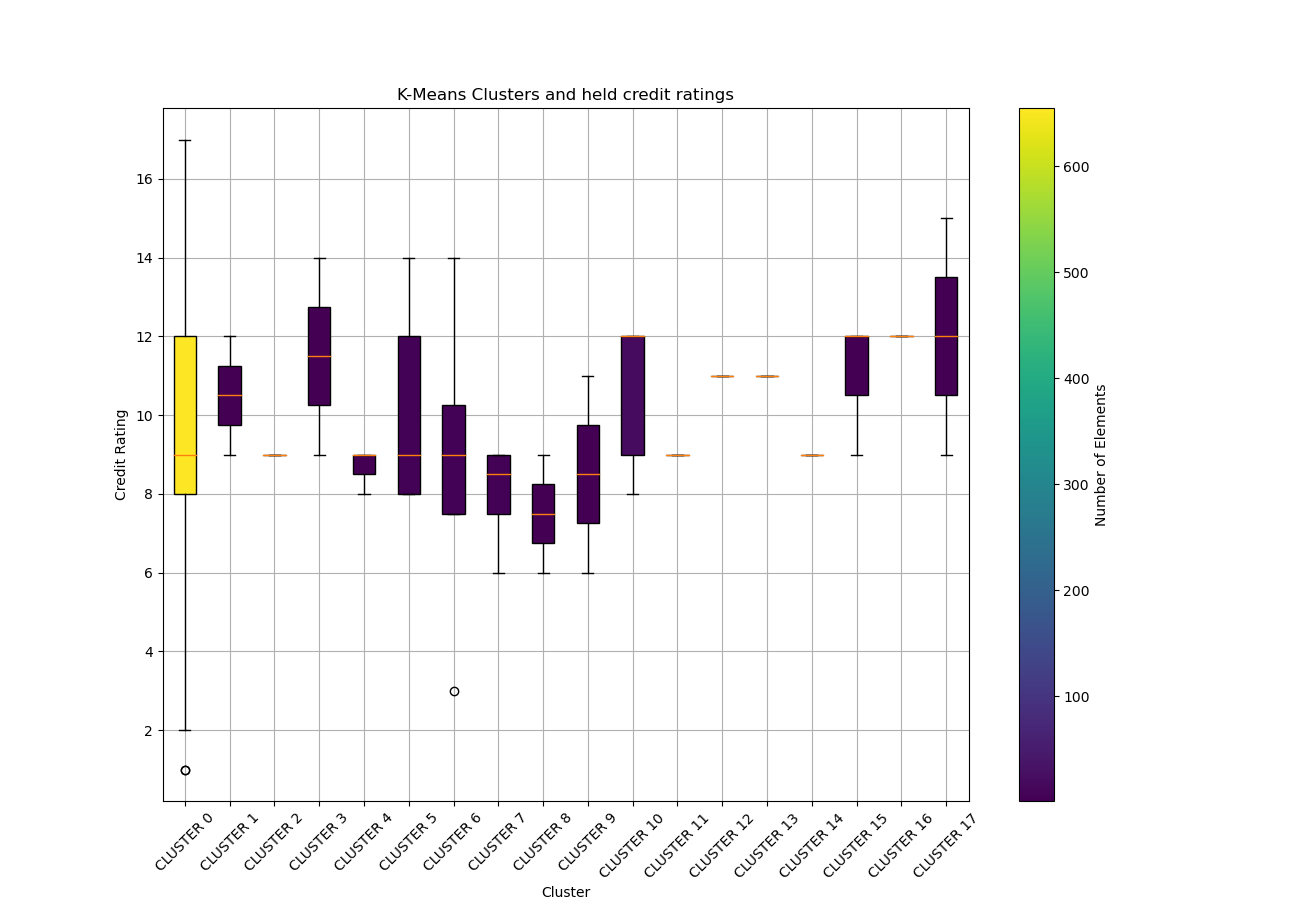 K-Means Clusters and held credit ratings
Credit Rating
16
14
12
10
8
6
4
2
CLUSTER 0
CLUSTER 1
CLUSTER 2
CLUSTER 3
CLUSTER 4
CLUSTER 5
CLUSTER 6
CLUSTER 7
CLUSTER 8
CLUSTER 9
CLUSTER 10
CLUSTER 11
CLUSTER 12
CLUSTER 13
CLUSTER 14
CLUSTER 15
CLUSTER 16
CLUSTER 17
Cluster
600
500
400
300
200
100
Number of Elements